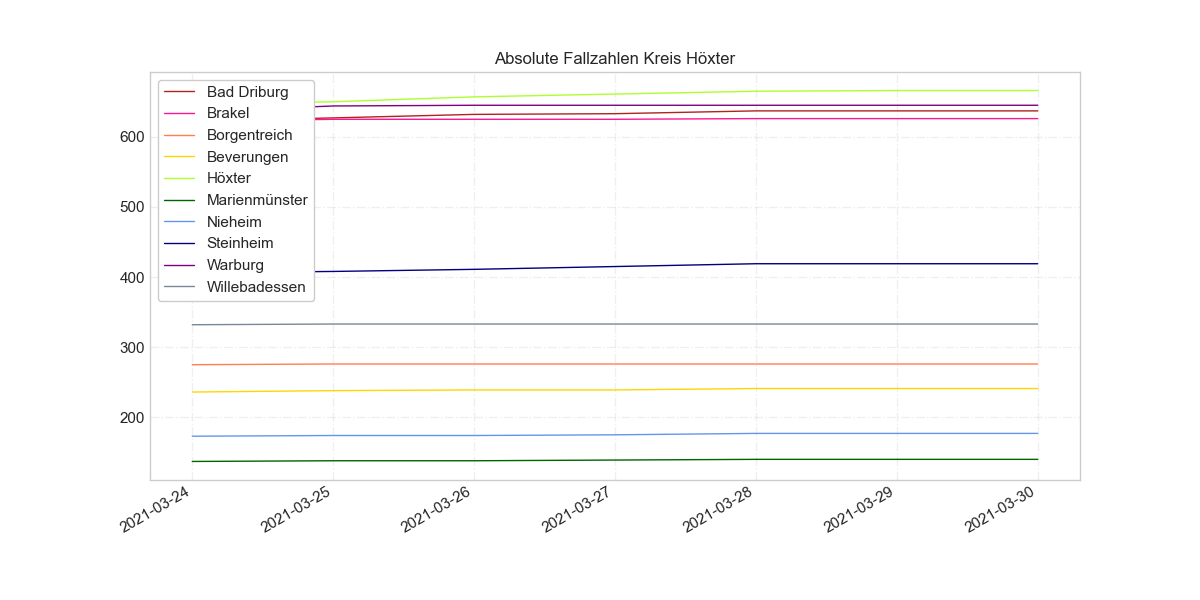 Absolute Fallzahlen Kreis Höxter
Bad Driburg
Brakel
Borgentreich
Beverungen
Höxter
Marienmünster
Nieheim
Steinheim
Warburg
Willebadessen
600
500
400
300
200
2021-03-24
2021-03-25
2021-03-26
2021-03-27
2021-03-28
2021-03-29
2021-03-30